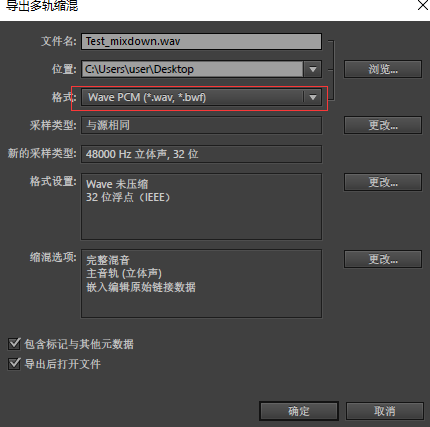 导出多轨缩混
文件名: Test_mixdown.wav
位置: C:\Users\user\Desktop 浏览...
格式: Wave PCM (*.wav, *.bwf)
采样类型: 与源相同 更改...
新的采样类型: 48000 Hz 立体声, 32 位
格式设置: Wave 未压缩 更改...
32 位浮点（IEEE）
缩混选项: 完整混音 更改...
主音轨 (立体声)
嵌入编辑原始链接数据
包含标记与其他元数据
导出后打开文件
确定 取消